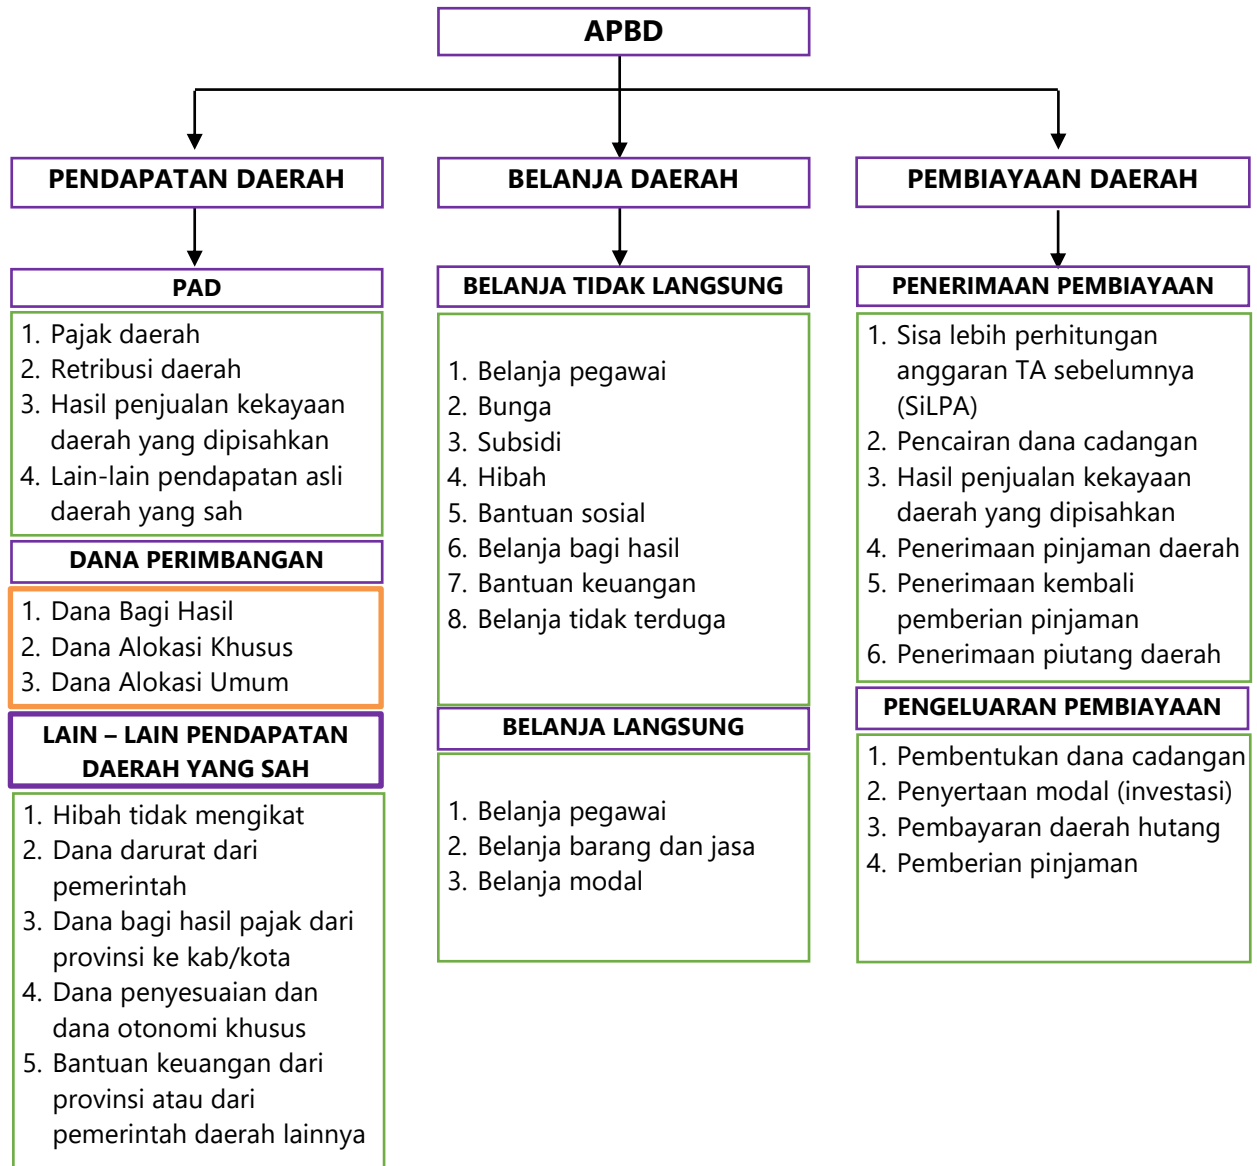 APBD
PENDAPATAN DAERAH
PAD
1. Pajak daerah
2. Retribusi daerah
3. Hasil penjualan kekayaan
daerah yang dipisahkan
4. Lain-lain pendapatan asli
daerah yang sah
DANA PERIMBANGAN
1. Dana Bagi Hasil
2. Dana Alokasi Khusus
3. Dana Alokasi Umum
LAIN – LAIN PENDAPATAN
DAERAH YANG SAH
1. Hibah tidak mengikat
2. Dana darurat dari
pemerintah
3. Dana bagi hasil pajak dari
provinsi ke kab/kota
4. Dana penyesuaian dan
dana otonomi khusus
5. Bantuan keuangan dari
provinsi atau dari
pemerintah daerah lainnya
BELANJA DAERAH
BELANJA TIDAK LANGSUNG
1. Belanja pegawai
2. Bunga
3. Subsidi
4. Hibah
5. Bantuan sosial
6. Belanja bagi hasil
7. Bantuan keuangan
8. Belanja tidak terduga
BELANJA LANGSUNG
1. Belanja pegawai
2. Belanja barang dan jasa
3. Belanja modal
PEMBIAYAAN DAERAH
PENERIMAAN PEMBIAYAAN
1. Sisa lebih perhitungan
anggaran TA sebelumnya
(SiLPA)
2. Pencairan dana cadangan
3. Hasil penjualan kekayaan
daerah yang dipisahkan
4. Penerimaan pinjaman daerah
5. Penerimaan kembali
pemberian pinjaman
6. Penerimaan piutang daerah
PENGELUARAN PEMBIAYAAN
1. Pembentukan dana cadangan
2. Penyertaan modal (investasi)
3. Pembayaran daerah hutang
4. Pemberian pinjaman